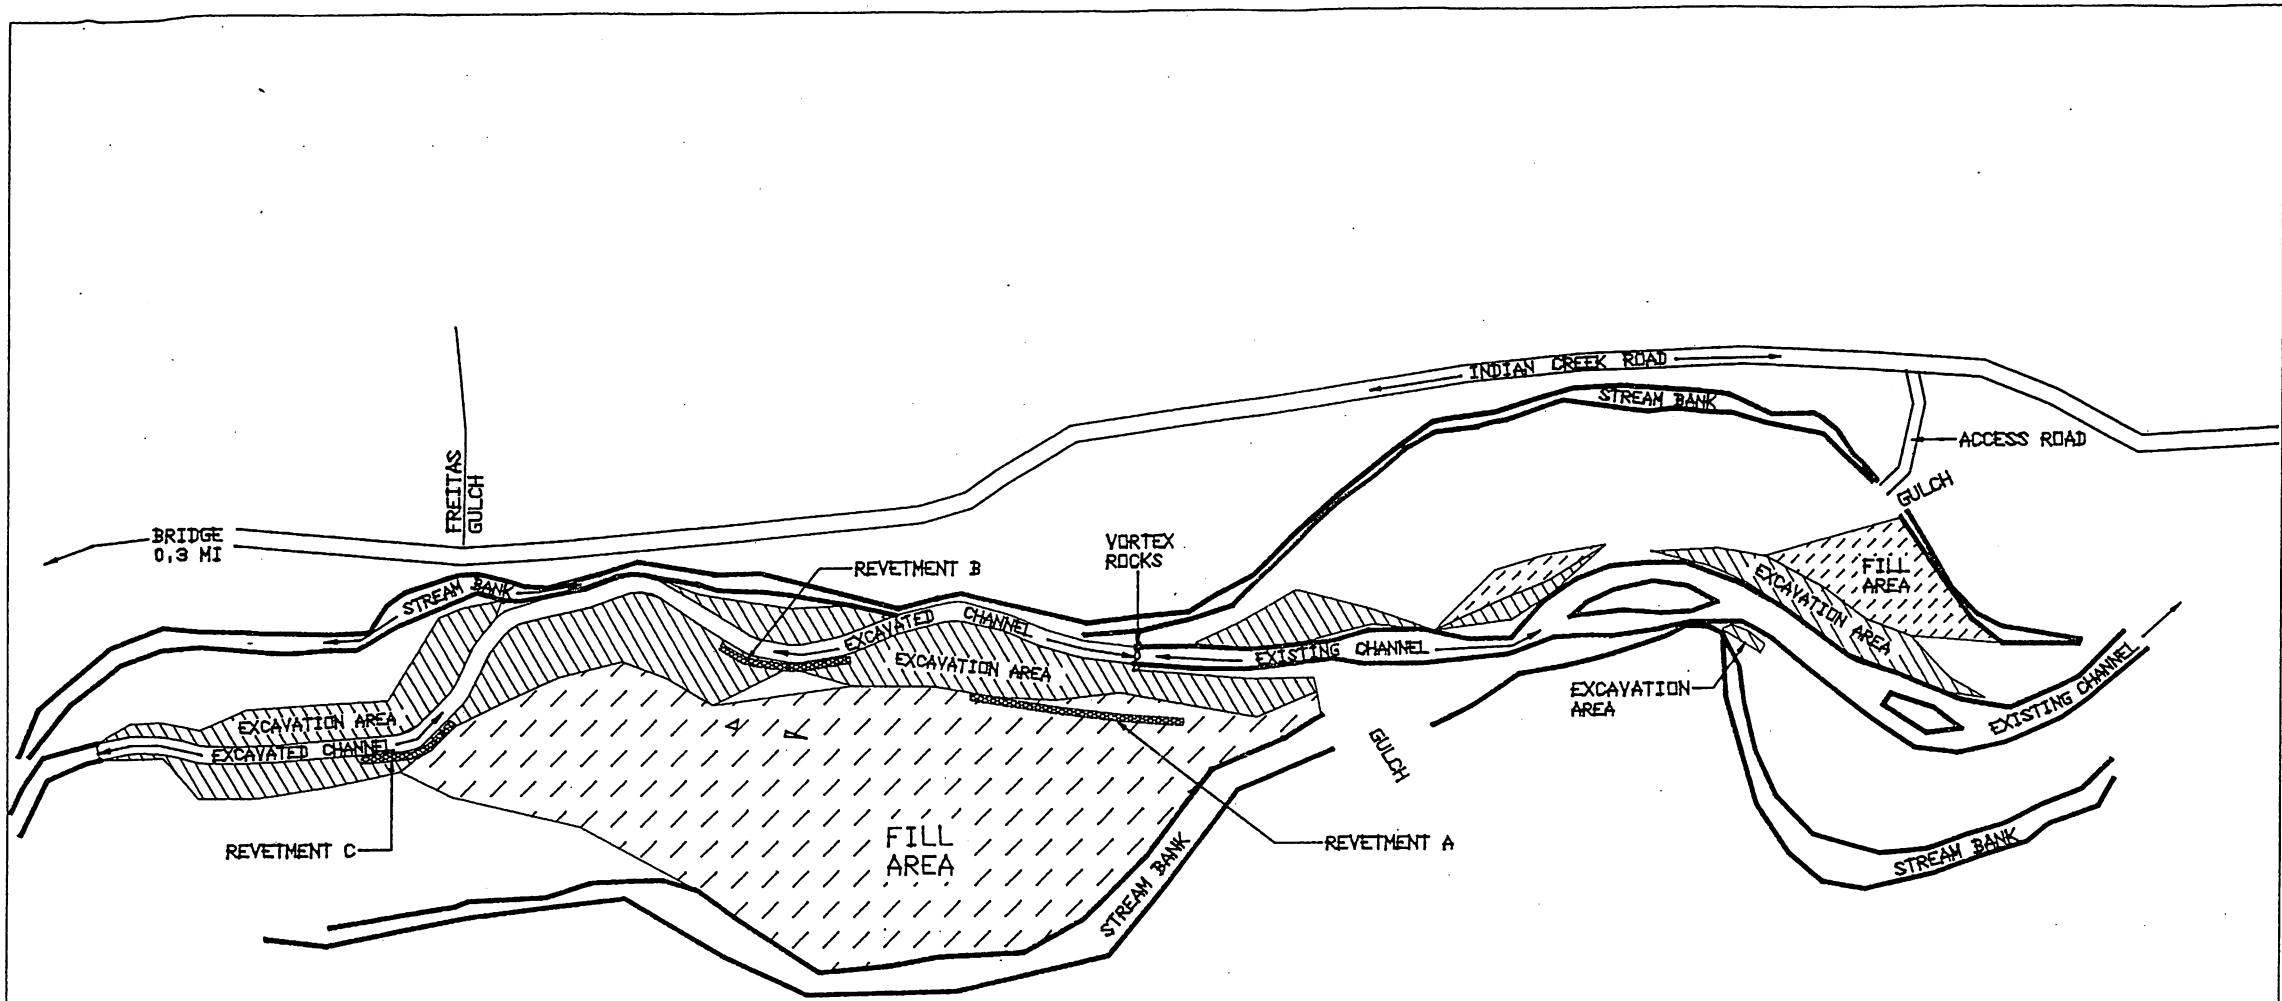 INDIAN CREEK ROAD
STREAM BANK
ACCESS ROAD
GULCH
FREITAS
GULCH
BRIDGE
0.3 MI
VORTEX
ROCKS
REVETMENT B
STREAM BANK
FILL
AREA
EXCAVATION AREA
EXCAVATED CHANNEL
EXISTING CHANNEL
EXCAVATION AREA
EXCAVATION
AREA
EXISTING CHANNEL
EXCAVATION AREA
EXCAVATED CHANNEL
GULCH
REVETMENT C
FILL
AREA
REVETMENT A
STREAM BANK
STREAM BANK